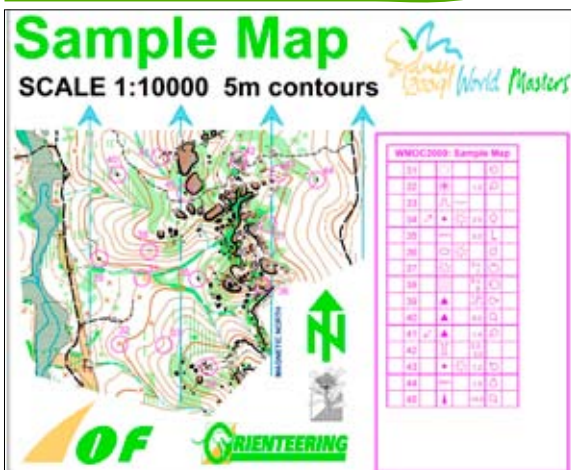 Sample Map
SCALE 1:10000 5m contours
Sydney
2009 World Masters
WMOC2009: Sample Map
31
32
33
34
35
36
37
38
39
40
41
42
43
44
45
MAGNETIC NORTH
N
OF
ORIENTEERING